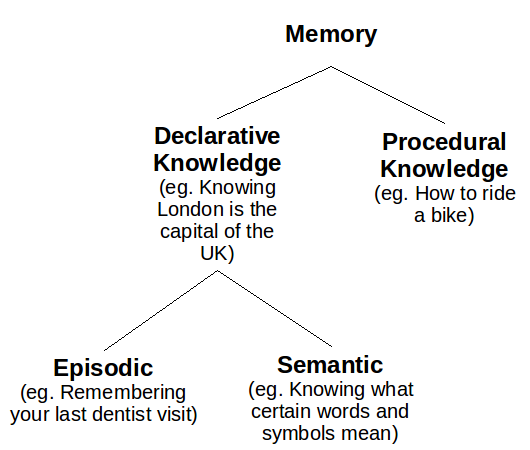 Memory
Declarative
Knowledge
(eg. Knowing
London is the
capital of the
UK)
Procedural
Knowledge
(eg. How to ride
a bike)
Episodic
(eg. Remembering
your last dentist visit)
Semantic
(eg. Knowing what
certain words and
symbols mean)